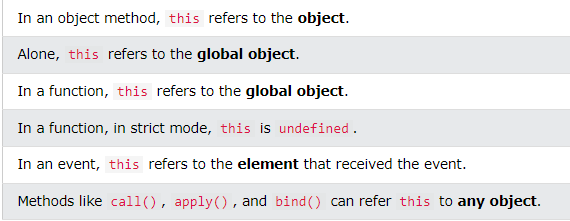 In an object method, this refers to the object.
Alone, this refers to the global object.
In a function, this refers to the global object.
In a function, in strict mode, this is undefined.
In an event, this refers to the element that received the event.
Methods like call(), apply(), and bind() can refer this to any object.